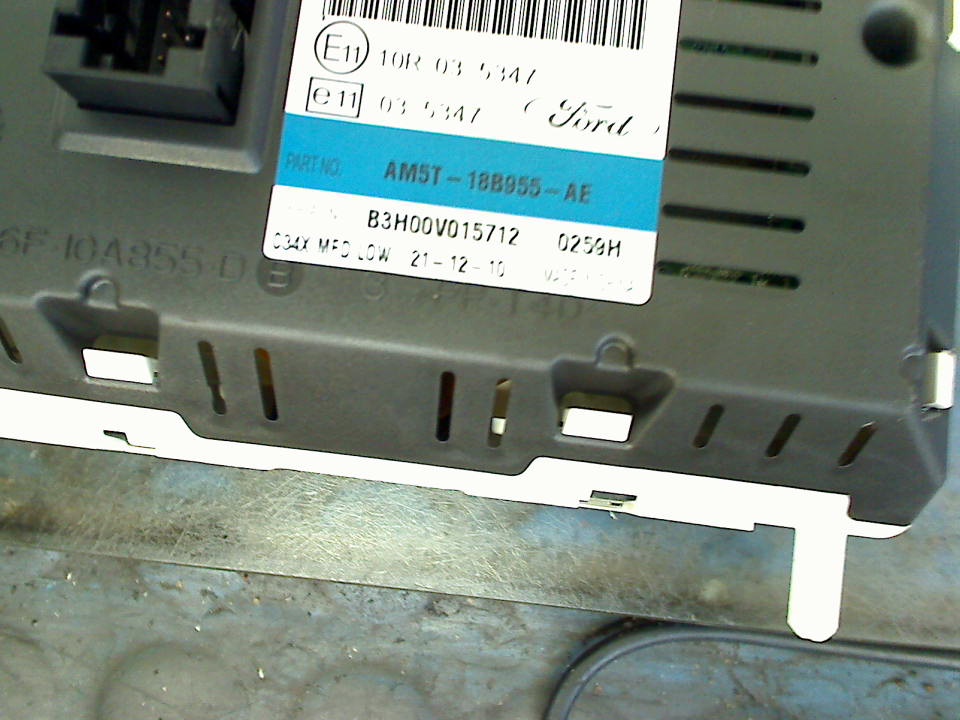 E11 10R 03 5347
e11 03 5347 Ford
PART NO. AM5T-18B955-AE
B3H00V015712 0259H
C34X MFD LOW 21-12-10
6F-10A855-D B